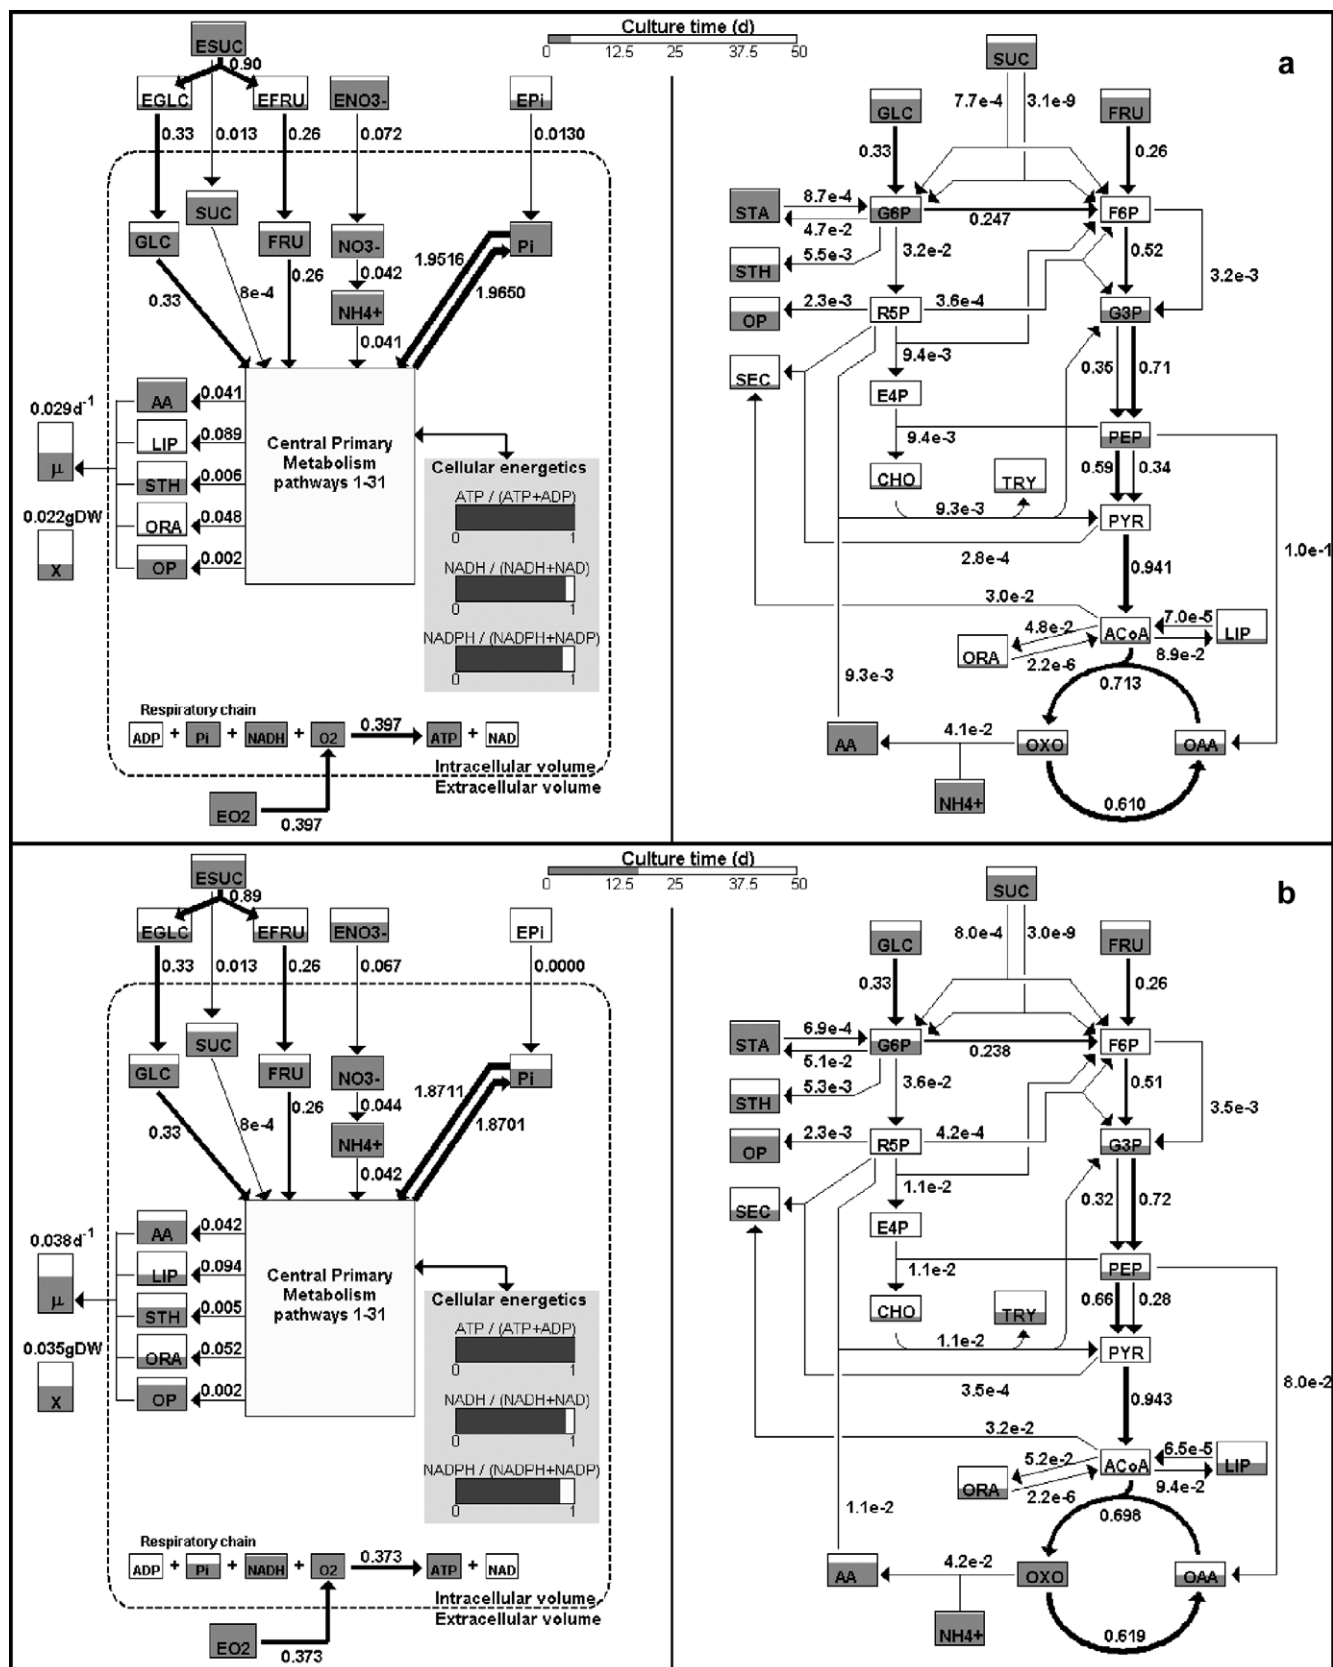 Culture time (d)
0 12.5 25 37.5 50
a
ESUC
0.90
EGLC EFRU ENO3- EPi
0.33 0.013 0.26 0.072 0.0130
SUC
GLC FRU NO3- Pi
0.33 8e-4 0.26 0.042 1.9516 1.9650
NH4+
0.041
0.029d-1
μ
0.022gDW
X
AA 0.041
LIP 0.089
STH 0.006
ORA 0.048
OP 0.002
Central Primary
Metabolism
pathways 1-31
Cellular energetics
ATP / (ATP+ADP)
0 1
NADH / (NADH+NAD)
0 1
NADPH / (NADPH+NADP)
0 1
Respiratory chain
ADP + Pi + NADH + O2 0.397 ATP + NAD
Intracellular volume
Extracellular volume
EO2
0.397
SUC
7.7e-4 3.1e-9
GLC FRU
0.33 0.26
STA 8.7e-4 G6P F6P
4.7e-2 0.247
STH 5.5e-3 3.2e-2 0.52 3.2e-3
OP 2.3e-3 R5P 3.6e-4 G3P
SEC 9.4e-3 0.35 0.71
E4P
9.4e-3 PEP
0.59 0.34
CHO TRY
9.3e-3 PYR
2.8e-4 1.0e-1
0.941
3.0e-2
ACoA 7.0e-5 LIP
ORA 4.8e-2 8.9e-2
2.2e-6
9.3e-3 0.713
AA 4.1e-2 OXO OAA
NH4+ 0.610
Culture time (d)
0 12.5 25 37.5 50
b
ESUC
0.89
EGLC EFRU ENO3- EPi
0.33 0.013 0.26 0.067 0.0000
SUC
GLC FRU NO3- Pi
0.33 8e-4 0.26 0.044 1.8711 1.8701
NH4+
0.042
0.038d-1
μ
0.035gDW
X
AA 0.042
LIP 0.094
STH 0.005
ORA 0.052
OP 0.002
Central Primary
Metabolism
pathways 1-31
Cellular energetics
ATP / (ATP+ADP)
0 1
NADH / (NADH+NAD)
0 1
NADPH / (NADPH+NADP)
0 1
Respiratory chain
ADP + Pi + NADH + O2 0.373 ATP + NAD
Intracellular volume
Extracellular volume
EO2
0.373
SUC
8.0e-4 3.0e-9
GLC FRU
0.33 0.26
STA 6.9e-4 G6P F6P
5.1e-2 0.238
STH 5.3e-3 3.6e-2 0.51 3.5e-3
OP 2.3e-3 R5P 4.2e-4 G3P
SEC 1.1e-2 0.32 0.72
E4P
1.1e-2 PEP
0.66 0.28
CHO TRY
1.1e-2 PYR
3.5e-4 8.0e-2
0.943
3.2e-2
ACoA 6.5e-5 LIP
ORA 5.2e-2 9.4e-2
2.2e-6
1.1e-2 0.698
AA 4.2e-2 OXO OAA
NH4+ 0.619